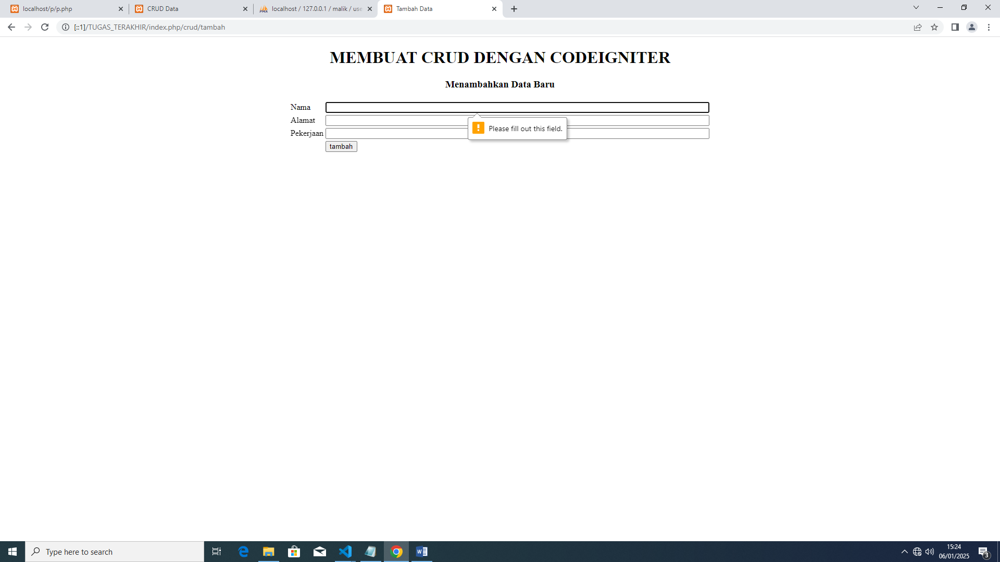 localhost/p/p.php
CRUD Data
localhost / 127.0.0.1 / malik / use
Tambah Data
[::1]/TUGAS_TERAKHIR/index.php/crud/tambah
MEMBUAT CRUD DENGAN CODEIGNITER
Menambahkan Data Baru
Nama
Alamat
Please fill out this field.
Pekerjaan
tambah
Type here to search
15:24
06/01/2025
3